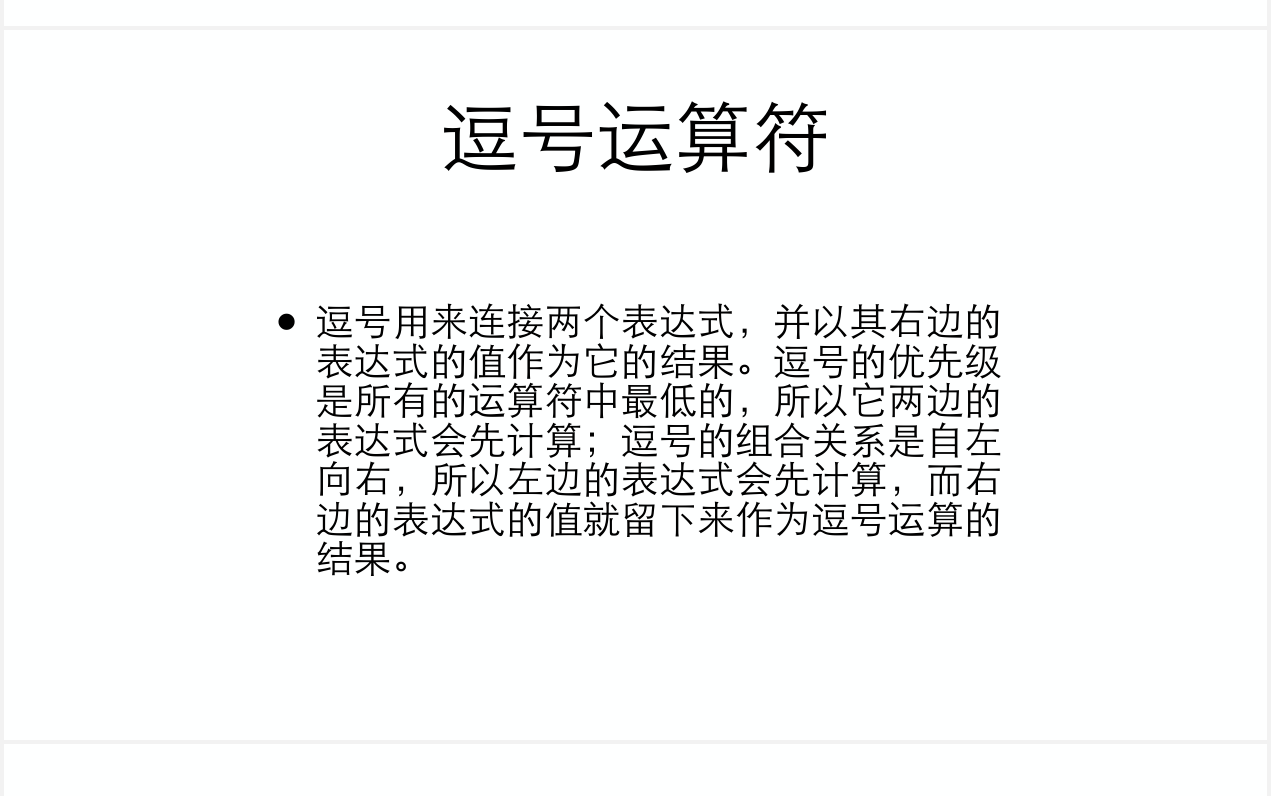 逗号运算符
• 逗号用来连接两个表达式，并以其右边的
表达式的值作为它的结果。逗号的优先级
是所有的运算符中最低的，所以它两边的
表达式会先计算；逗号的组合关系是自左
向右，所以左边的表达式会先计算，而右
边的表达式的值就留下来作为逗号运算的
结果。